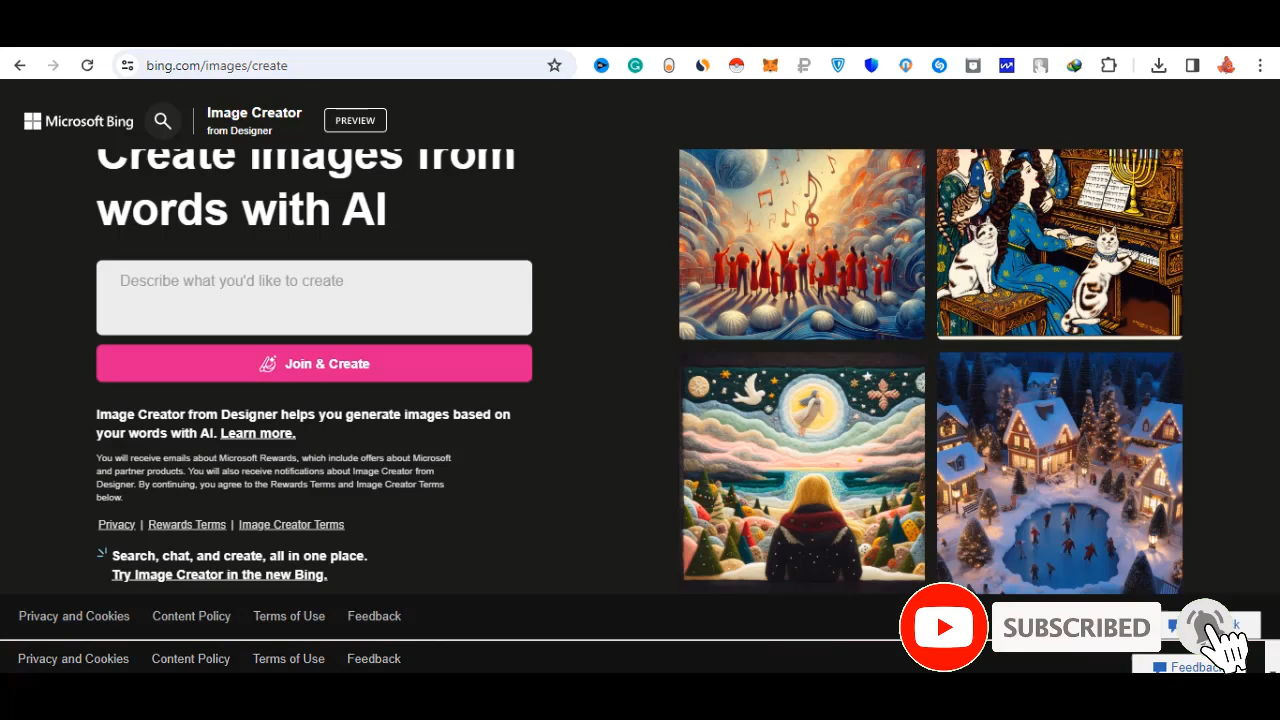 bing.com/images/create
Microsoft Bing
Image Creator
from Designer
PREVIEW
Create images from
words with AI
Describe what you'd like to create
Join & Create
Image Creator from Designer helps you generate images based on
your words with AI. Learn more.
You will receive emails about Microsoft Rewards, which include offers about Microsoft
and partner products. You will also receive notifications about Image Creator from
Designer. By continuing, you agree to the Rewards Terms and Image Creator Terms
below.
Privacy | Rewards Terms | Image Creator Terms
Search, chat, and create, all in one place.
Try Image Creator in the new Bing.
Privacy and Cookies Content Policy Terms of Use Feedback
SUBSCRIBED
Privacy and Cookies Content Policy Terms of Use Feedback
Feedback